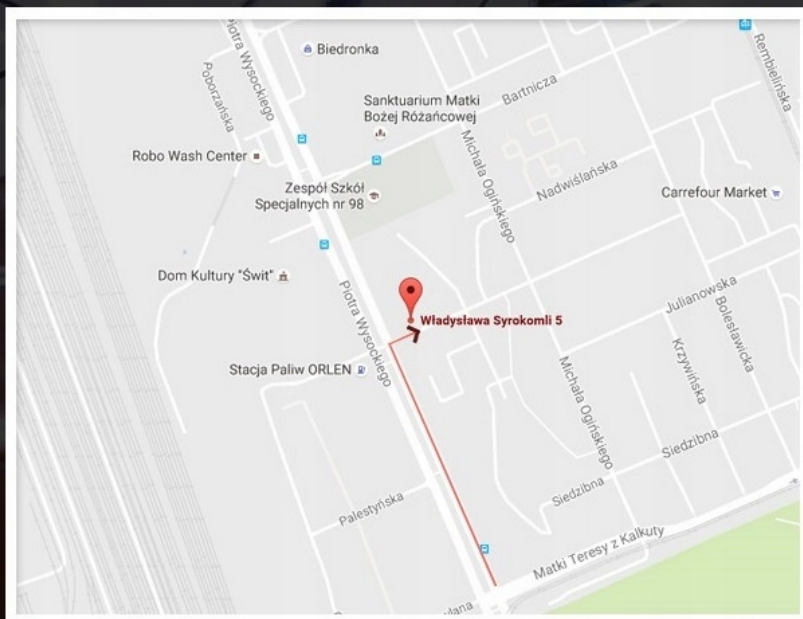 Piotra Wysockiego
Biedronka
Poborzańska
Sanktuarium Matki
Bożej Różańcowej
Bartnicza
Rembielińska
Robo Wash Center
Michała Ogińskiego
Zespół Szkół
Specjalnych nr 98
Nadwiślańska
Carrefour Market
Dom Kultury "Świt"
Piotra Wysockiego
Władysława Syrokomli 5
Julianowska
Bolesławicka
Krzywińska
Stacja Paliw ORLEN
Michała Ogińskiego
Siedzibna
Siedzibna
Palestyńska
Matki Teresy z Kalkuty